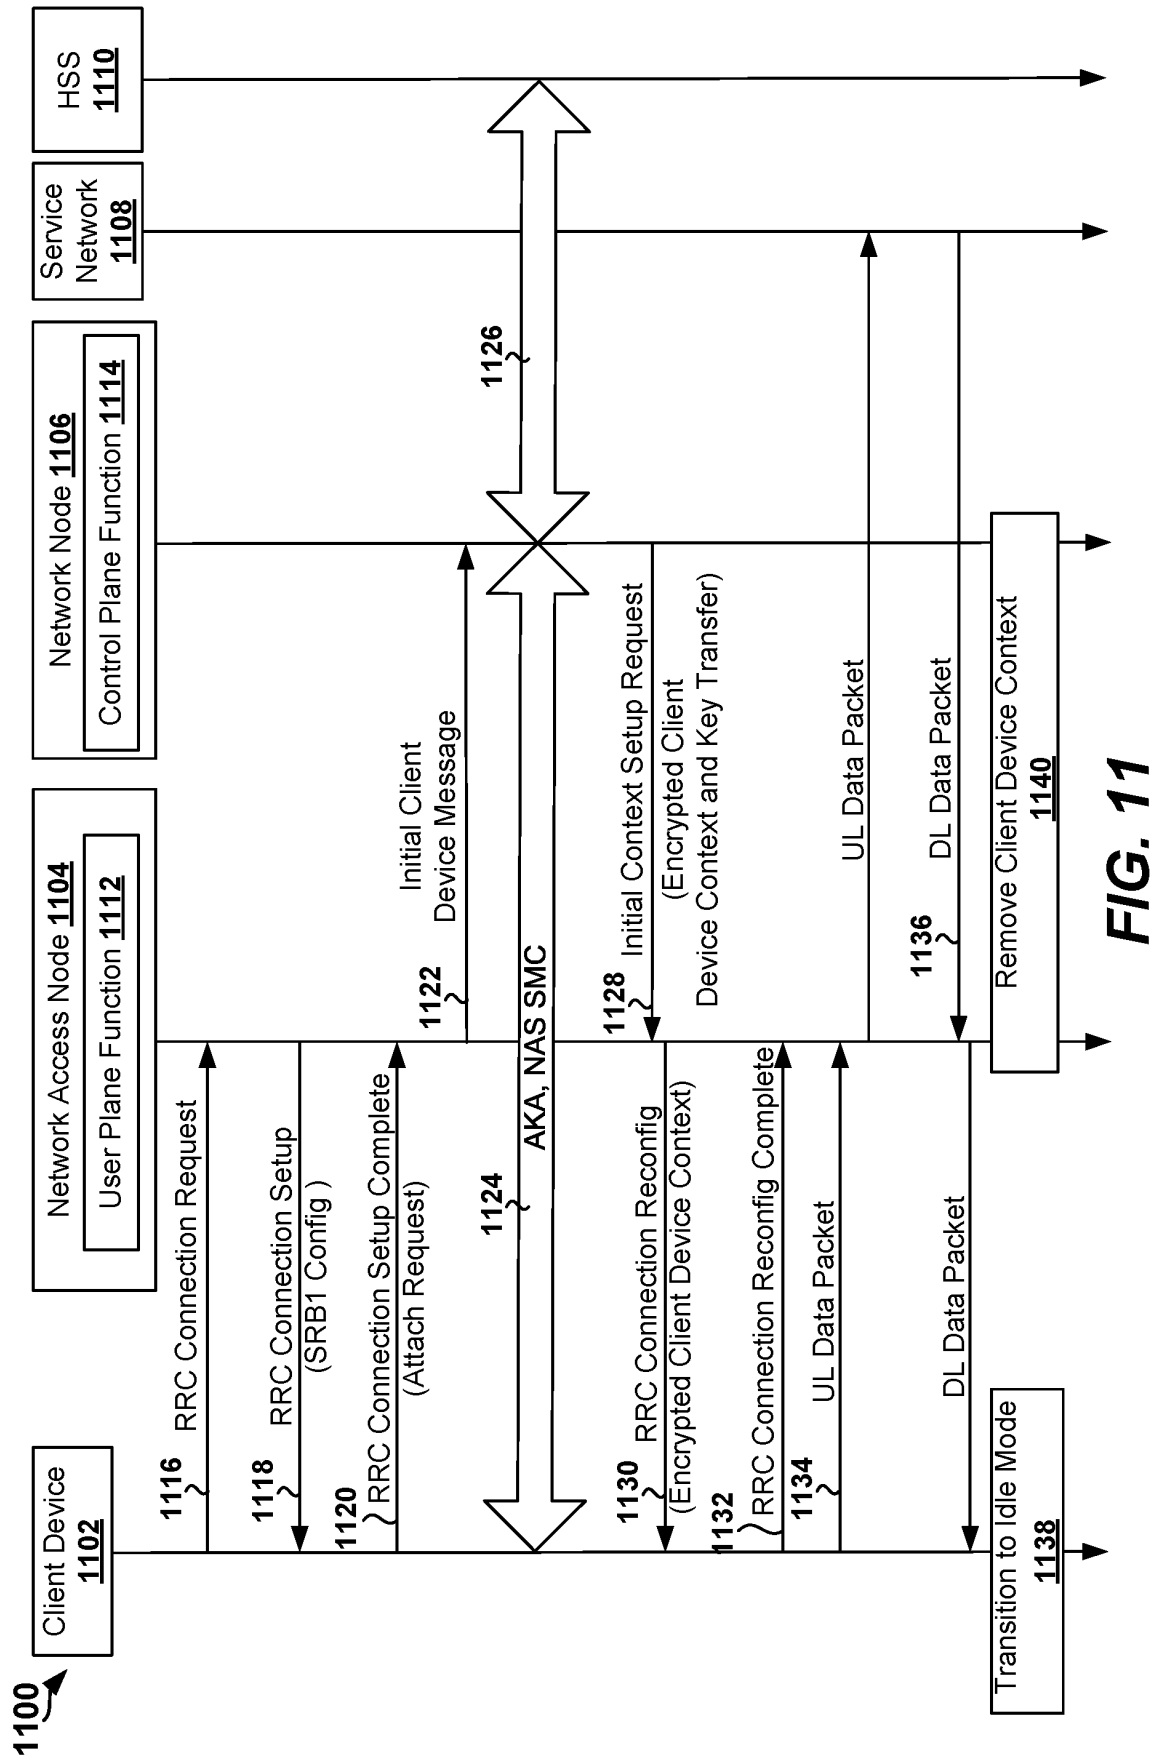 1100
Client Device
1102
Network Access Node 1104
User Plane Function 1112
Network Node 1106
Control Plane Function 1114
Service
Network
1108
HSS
1110
1116
RRC Connection Request
1118
RRC Connection Setup
(SRB1 Config )
1120
RRC Connection Setup Complete
(Attach Request)
1122
Initial Client
Device Message
1124
AKA, NAS SMC
1126
1128
Initial Context Setup Request
(Encrypted Client
Device Context and Key Transfer)
1130
RRC Connection Reconfig
(Encrypted Client Device Context)
1132
RRC Connection Reconfig Complete
1134
UL Data Packet
UL Data Packet
1136
DL Data Packet
DL Data Packet
Transition to Idle Mode
1138
Remove Client Device Context
1140
FIG. 11